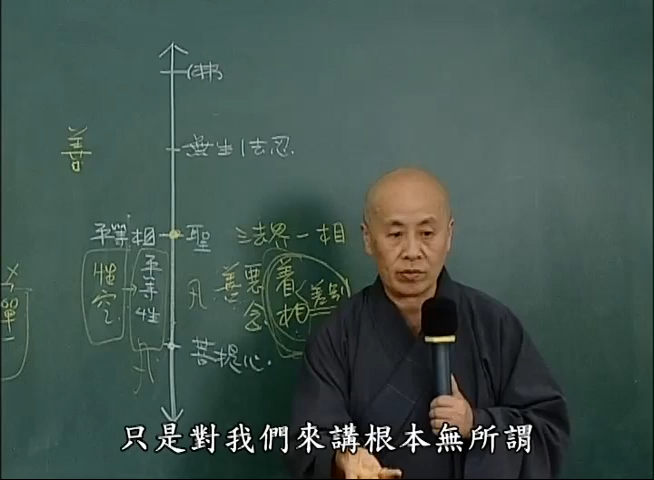 佛
善
無生法忍
平等相 聖 法界一相
性空 平等性 凡 善惡念 着相 差別
菩提心
只是對我們來講根本無所謂